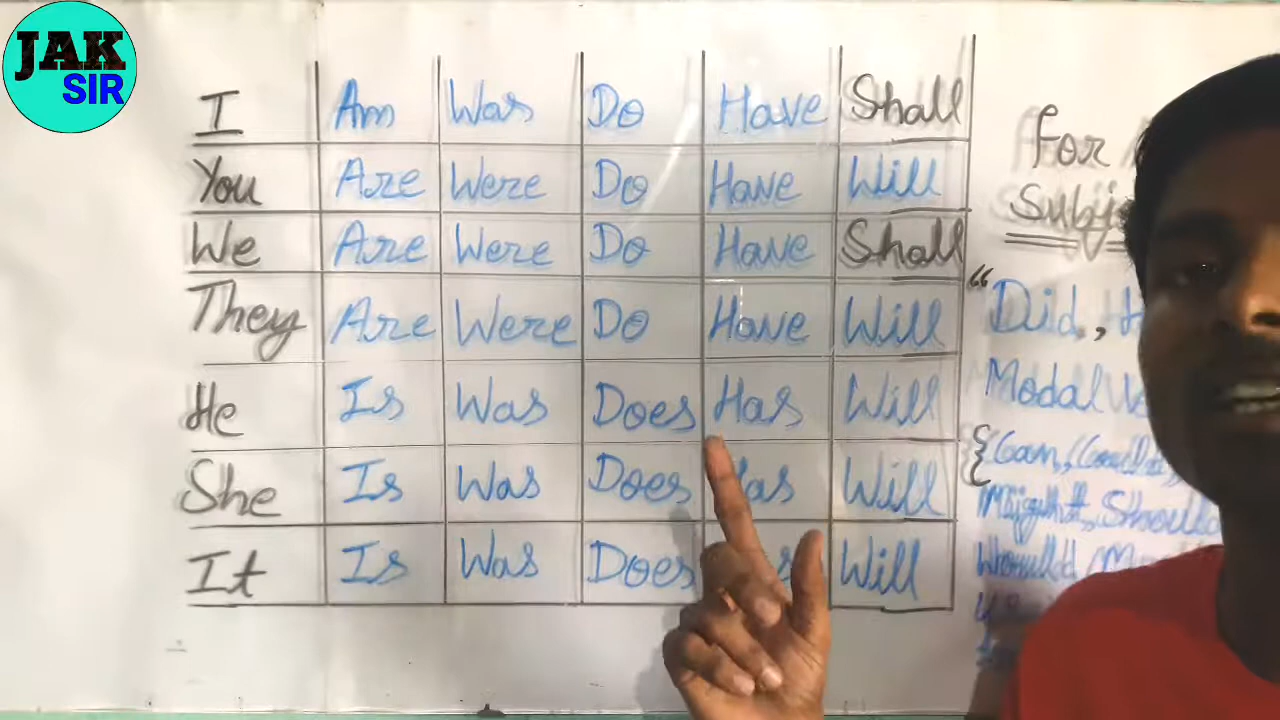 JAK
SIR
I Am Was Do Have Shall
You Are Were Do Have Will
We Are Were Do Have Shall
They Are Were Do Have Will
He Is Was Does Has Will
She Is Was Does Has Will
It Is Was Does Will
For
"Did,
Modal
{Can,
Might, Should
Would,